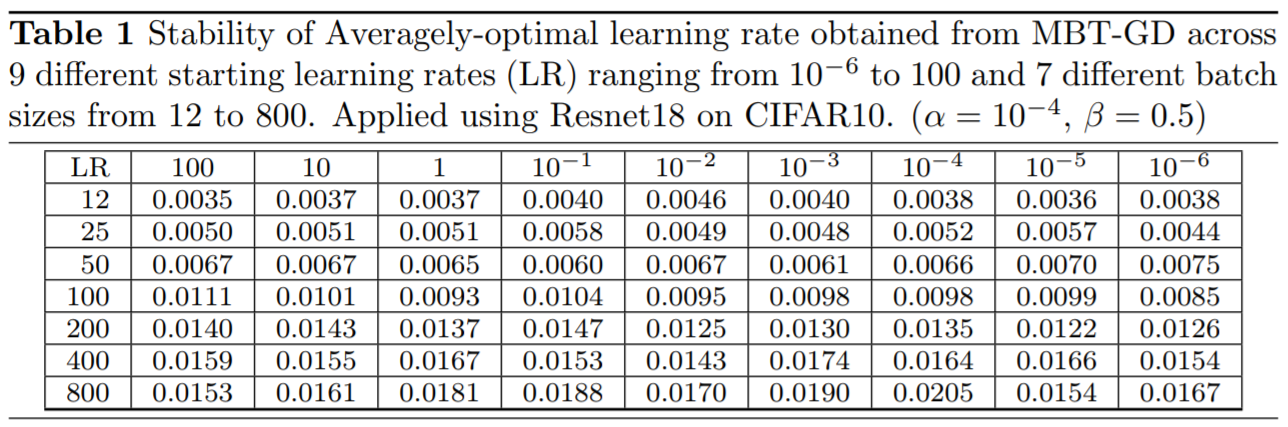 Table 1 Stability of Averagely-optimal learning rate obtained from MBT-GD across
9 different starting learning rates (LR) ranging from 10⁻⁶ to 100 and 7 different batch
sizes from 12 to 800. Applied using Resnet18 on CIFAR10. (α = 10⁻⁴, β = 0.5)
LR 100 10 1 10⁻¹ 10⁻² 10⁻³ 10⁻⁴ 10⁻⁵ 10⁻⁶
12 0.0035 0.0037 0.0037 0.0040 0.0046 0.0040 0.0038 0.0036 0.0038
25 0.0050 0.0051 0.0051 0.0058 0.0049 0.0048 0.0052 0.0057 0.0044
50 0.0067 0.0067 0.0065 0.0060 0.0067 0.0061 0.0066 0.0070 0.0075
100 0.0111 0.0101 0.0093 0.0104 0.0095 0.0098 0.0098 0.0099 0.0085
200 0.0140 0.0143 0.0137 0.0147 0.0125 0.0130 0.0135 0.0122 0.0126
400 0.0159 0.0155 0.0167 0.0153 0.0143 0.0174 0.0164 0.0166 0.0154
800 0.0153 0.0161 0.0181 0.0188 0.0170 0.0190 0.0205 0.0154 0.0167